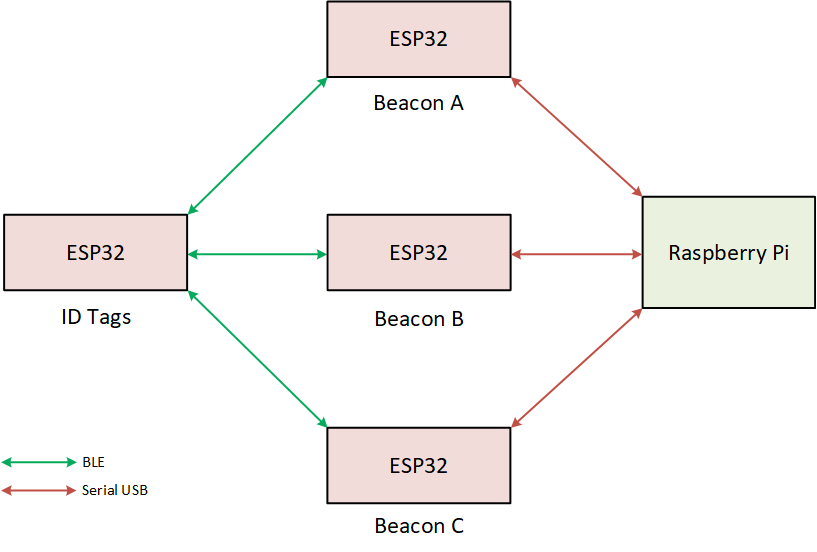 ESP32
Beacon A
ESP32
ID Tags
ESP32
Beacon B
Raspberry Pi
ESP32
Beacon C
BLE
Serial USB